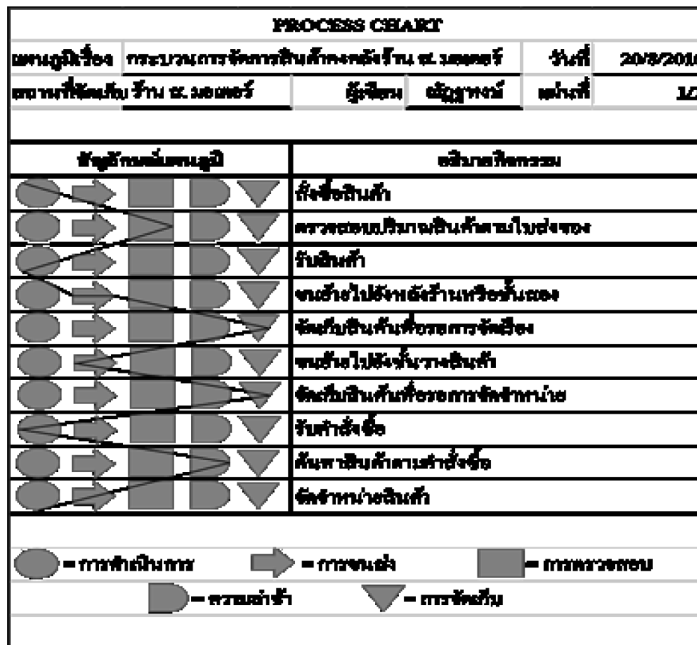 PROCESS CHART
แผนภูมิเรื่อง กระบวนการจัดการสินค้าคงคลังร้าน ส. มอเตอร์ วันที่ 20/8/2016
สถานที่จัดเก็บ ร้าน ส. มอเตอร์ ผู้เขียน ณัฏฐพงษ์ แผ่นที่ 1/
สัญลักษณ์แผนภูมิ อธิบายกิจกรรม
สั่งซื้อสินค้า
ตรวจสอบปริมาณสินค้าตามใบส่งของ
รับสินค้า
ขนย้ายไปยังหลังร้านหรือชั้นสอง
จัดเก็บสินค้าเพื่อรอการจัดเรียง
ขนย้ายไปยังชั้นวางสินค้า
จัดเก็บสินค้าเพื่อรอการจัดจำหน่าย
รับคำสั่งซื้อ
ค้นหาสินค้าตามคำสั่งซื้อ
จัดจำหน่ายสินค้า
= การดำเนินการ = การขนส่ง = การตรวจสอบ
= ความล่าช้า = การจัดเก็บ